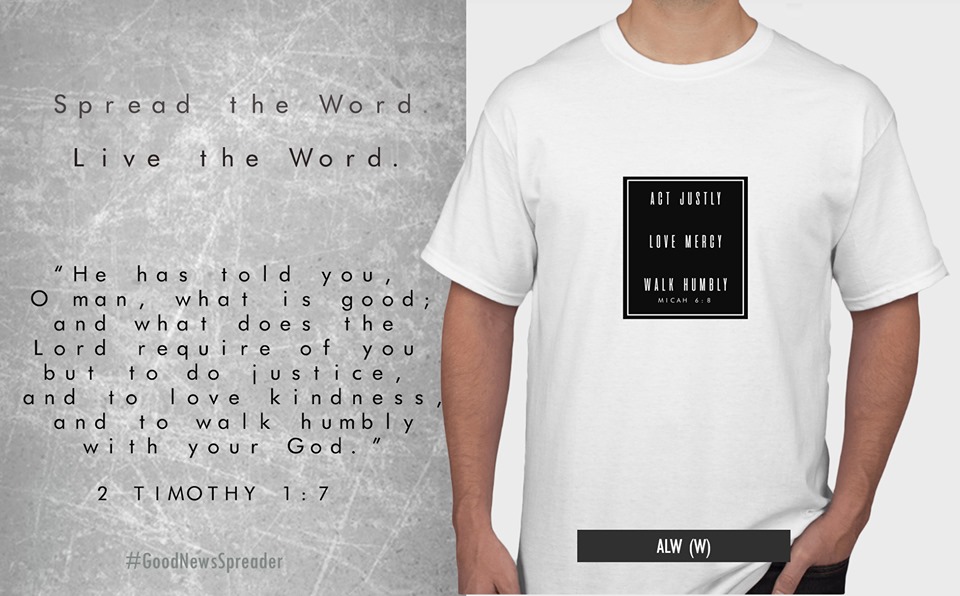 Spread the Word.
Live the Word.
“He has told you,
O man, what is good;
and what does the
Lord require of you
but to do justice,
and to love kindness,
and to walk humbly
with your God.”
2 TIMOTHY 1:7
#GoodNewsSpreader
ACT JUSTLY
LOVE MERCY
WALK HUMBLY
MICAH 6:8
ALW (W)